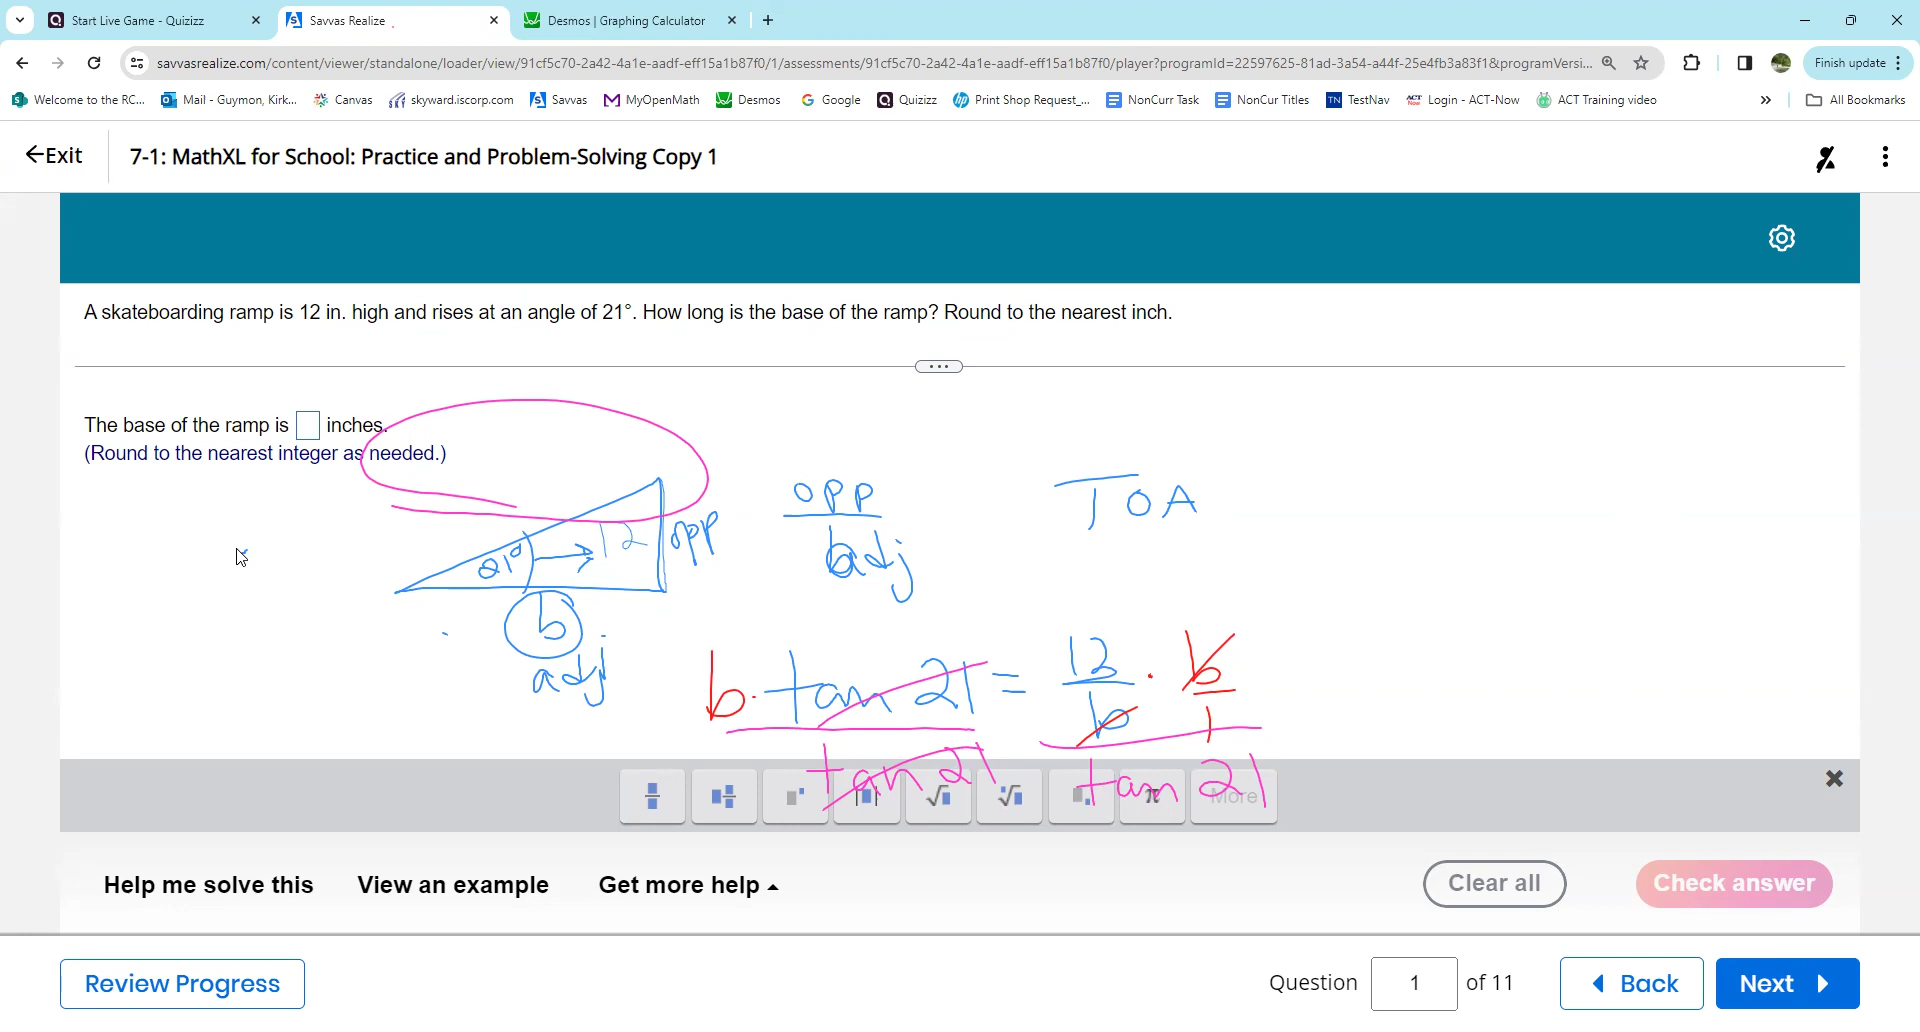 Start Live Game - Quizizz
Savvas Realize
Desmos | Graphing Calculator
savvasrealize.com/content/viewer/standalone/loader/view/91cf5c70-2a42-4a1e-aadf-eff15a1b87f0/1/assessments/91cf5c70-2a42-4a1e-aadf-eff15a1b87f0/player?programId=22597625-81ad-3a54-a44f-25e4fb3a83f1&programVersi...
Finish update
Welcome to the RC...
Mail - Guymon, Kirk...
Canvas
skyward.iscorp.com
Savvas
MyOpenMath
Desmos
Google
Quizizz
Print Shop Request_...
NonCurr Task
NonCur Titles
TN TestNav
ACT Now Login - ACT-Now
ACT Training video
All Bookmarks
Exit
7-1: MathXL for School: Practice and Problem-Solving Copy 1
A skateboarding ramp is 12 in. high and rises at an angle of 21°. How long is the base of the ramp? Round to the nearest inch.
The base of the ramp is inches.
(Round to the nearest integer as needed.)
opp
adj
TOA
21°
12
opp
b
adj
b · tan 21 = 12/b · b/1
tan 21
tan 21
π
More
Help me solve this
View an example
Get more help
Clear all
Check answer
Review Progress
Question 1 of 11
Back
Next